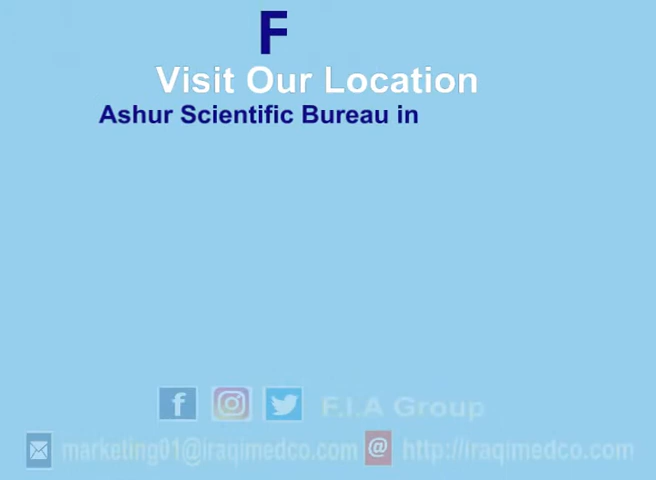 F
Visit Our Location
Ashur Scientific Bureau in
F.I.A Group
marketing01@iraqimedco.com @ http://iraqimedco.com